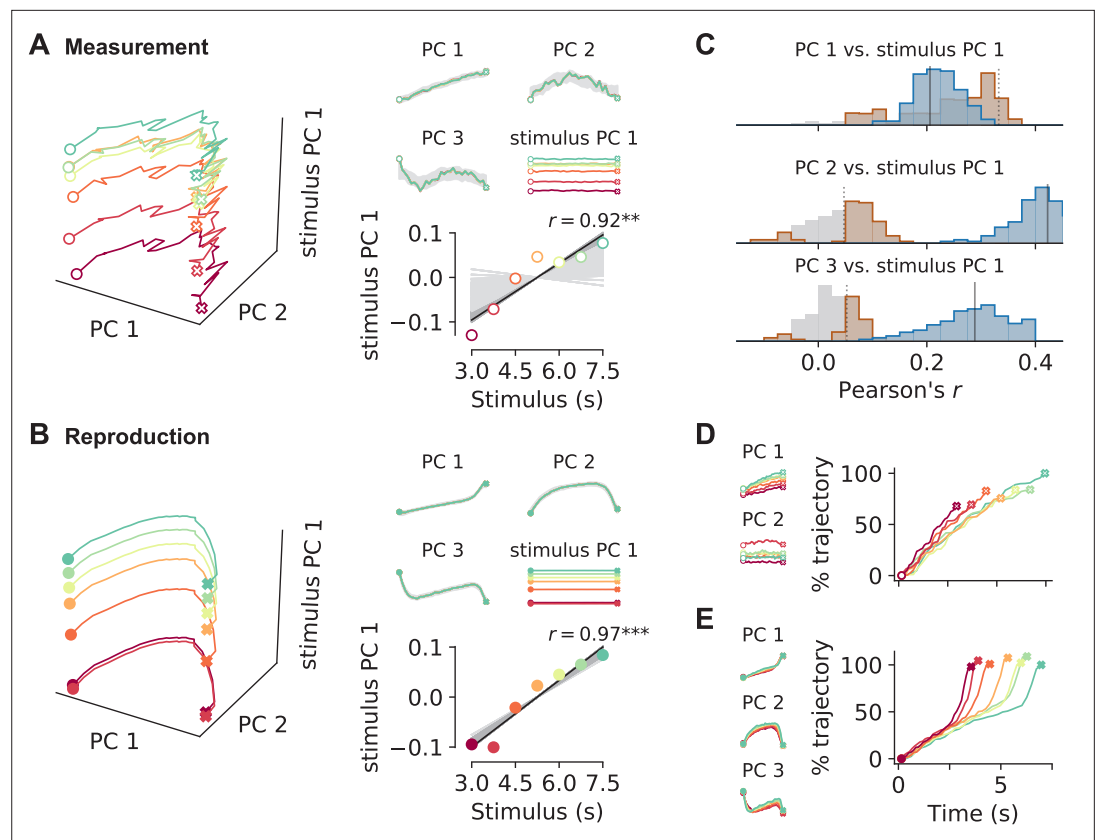 A Measurement
PC 1
PC 2
stimulus PC 1
PC 1
PC 2
PC 3
stimulus PC 1
r = 0.92**
stimulus PC 1
0.1
0.0
−0.1
3.0 4.5 6.0 7.5
Stimulus (s)
B Reproduction
PC 1
PC 2
stimulus PC 1
PC 1
PC 2
PC 3
stimulus PC 1
r = 0.97***
stimulus PC 1
0.1
0.0
−0.1
3.0 4.5 6.0 7.5
Stimulus (s)
C
PC 1 vs. stimulus PC 1
PC 2 vs. stimulus PC 1
PC 3 vs. stimulus PC 1
0.0 0.2 0.4
Pearson's r
D
PC 1
PC 2
% trajectory
100
50
0
E
PC 1
PC 2
PC 3
% trajectory
100
50
0
0 5
Time (s)